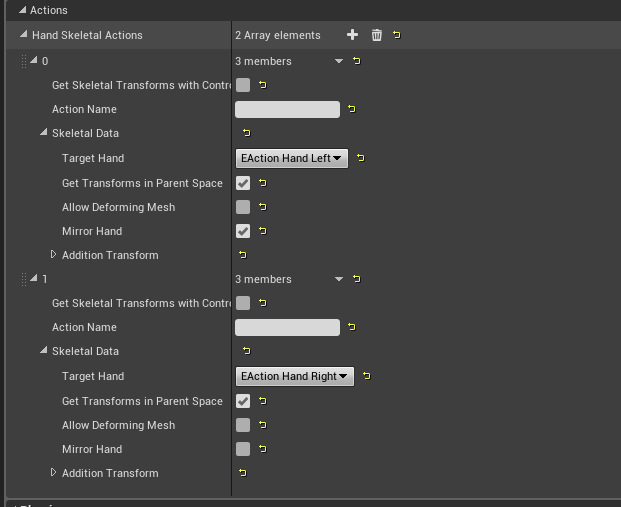 Actions
Hand Skeletal Actions 2 Array elements
0 3 members
Get Skeletal Transforms with Contr
Action Name
Skeletal Data
Target Hand EAction Hand Left
Get Transforms in Parent Space
Allow Deforming Mesh
Mirror Hand
Addition Transform
1 3 members
Get Skeletal Transforms with Contr
Action Name
Skeletal Data
Target Hand EAction Hand Right
Get Transforms in Parent Space
Allow Deforming Mesh
Mirror Hand
Addition Transform